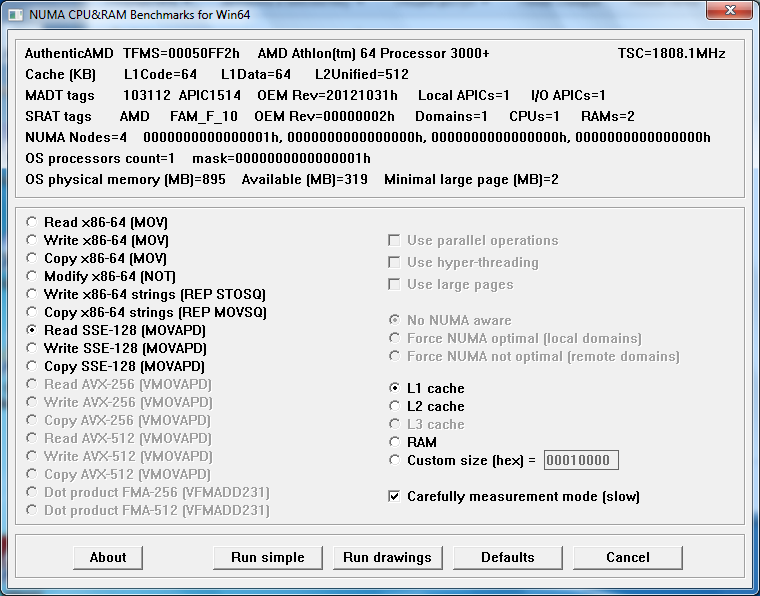 NUMA CPU&RAM Benchmarks for Win64
AuthenticAMD TFMS=00050FF2h AMD Athlon(tm) 64 Processor 3000+ TSC=1808.1MHz
Cache (KB) L1Code=64 L1Data=64 L2Unified=512
MADT tags 103112 APIC1514 OEM Rev=20121031h Local APICs=1 I/O APICs=1
SRAT tags AMD FAM_F_10 OEM Rev=00000002h Domains=1 CPUs=1 RAMs=2
NUMA Nodes=4 0000000000000001h, 0000000000000000h, 0000000000000000h, 0000000000000000h
OS processors count=1 mask=0000000000000001h
OS physical memory (MB)=895 Available (MB)=319 Minimal large page (MB)=2
Read x86-64 (MOV)
Write x86-64 (MOV)
Copy x86-64 (MOV)
Modify x86-64 (NOT)
Write x86-64 strings (REP STOSQ)
Copy x86-64 strings (REP MOVSQ)
Read SSE-128 (MOVAPD)
Write SSE-128 (MOVAPD)
Copy SSE-128 (MOVAPD)
Read AVX-256 (VMOVAPD)
Write AVX-256 (VMOVAPD)
Copy AVX-256 (VMOVAPD)
Read AVX-512 (VMOVAPD)
Write AVX-512 (VMOVAPD)
Copy AVX-512 (VMOVAPD)
Dot product FMA-256 (VFMADD231)
Dot product FMA-512 (VFMADD231)
Use parallel operations
Use hyper-threading
Use large pages
No NUMA aware
Force NUMA optimal (local domains)
Force NUMA not optimal (remote domains)
L1 cache
L2 cache
L3 cache
RAM
Custom size (hex) = 00010000
Carefully measurement mode (slow)
About Run simple Run drawings Defaults Cancel